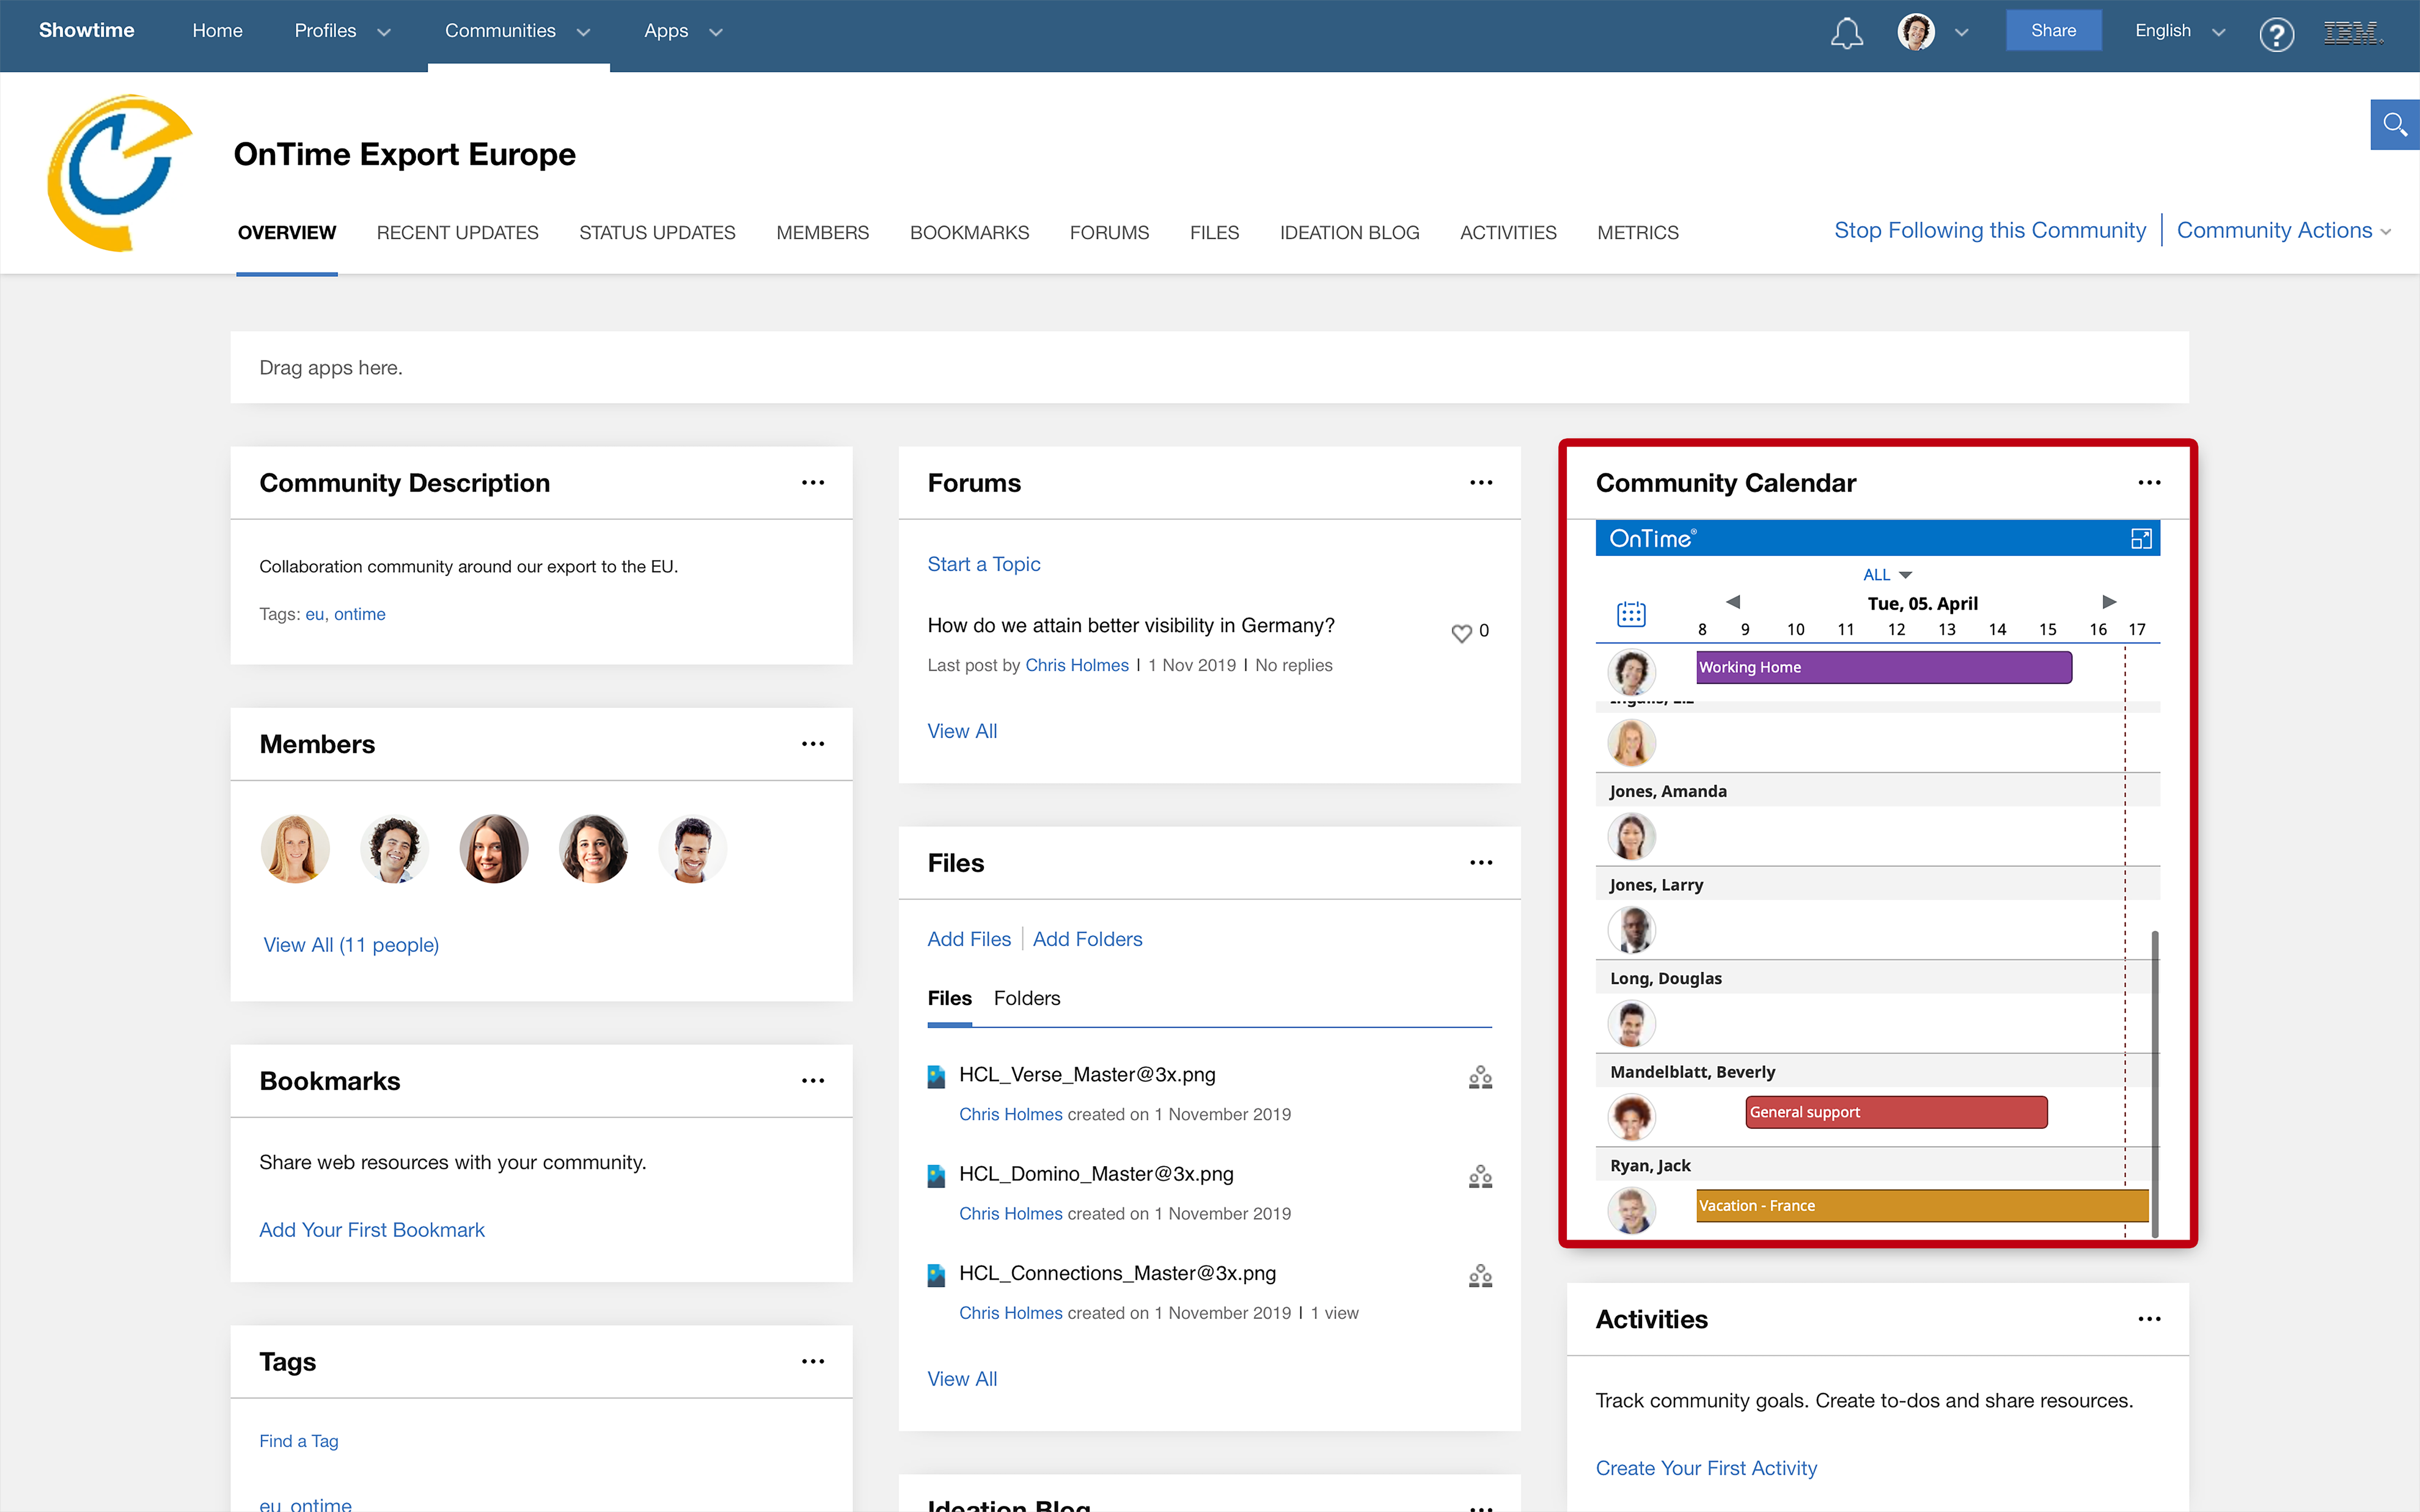 Showtime Home Profiles Communities Apps Share English ? IBM
OnTime Export Europe
OVERVIEW RECENT UPDATES STATUS UPDATES MEMBERS BOOKMARKS FORUMS FILES IDEATION BLOG ACTIVITIES METRICS Stop Following this Community Community Actions
Drag apps here.
Community Description
Collaboration community around our export to the EU.
Tags: eu, ontime
Members
View All (11 people)
Bookmarks
Share web resources with your community.
Add Your First Bookmark
Tags
Find a Tag
eu ontime
Forums
Start a Topic
How do we attain better visibility in Germany? 0
Last post by Chris Holmes I 1 Nov 2019 I No replies
View All
Files
Add Files Add Folders
Files Folders
HCL_Verse_Master@3x.png
Chris Holmes created on 1 November 2019
HCL_Domino_Master@3x.png
Chris Holmes created on 1 November 2019
HCL_Connections_Master@3x.png
Chris Holmes created on 1 November 2019 I 1 view
View All
Ideation Blog
Community Calendar
OnTime®
ALL
Tue, 05. April
8 9 10 11 12 13 14 15 16 17
Working Home
Jones, Amanda
Jones, Larry
Long, Douglas
Mandelblatt, Beverly
General support
Ryan, Jack
Vacation - France
Activities
Track community goals. Create to-dos and share resources.
Create Your First Activity